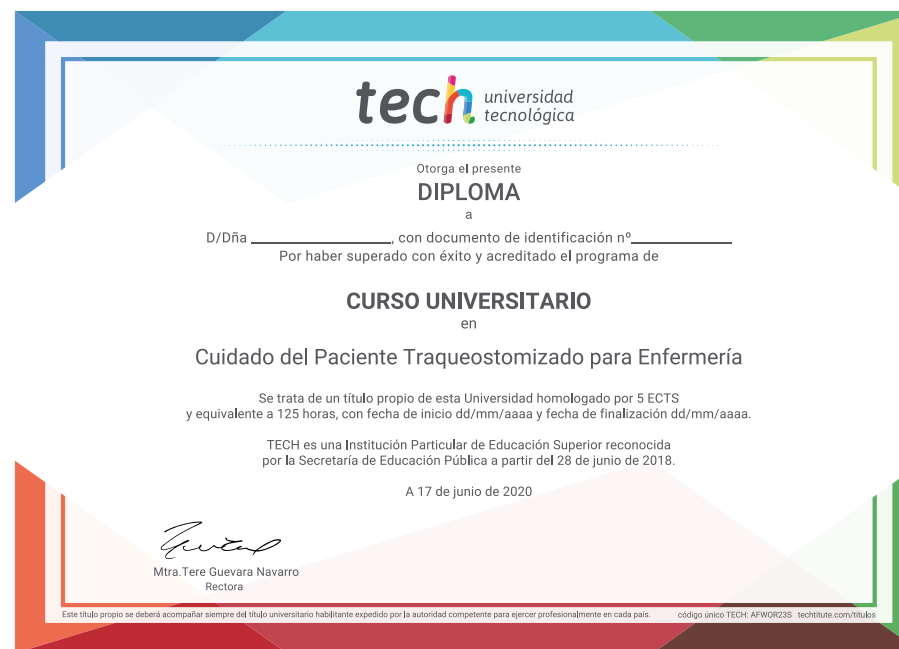 tech universidad
tecnológica
Otorga el presente
DIPLOMA
a
D/Dña ________________, con documento de identificación nº____________
Por haber superado con éxito y acreditado el programa de
CURSO UNIVERSITARIO
en
Cuidado del Paciente Traqueostomizado para Enfermería
Se trata de un título propio de esta Universidad homologado por 5 ECTS
y equivalente a 125 horas, con fecha de inicio dd/mm/aaaa y fecha de finalización dd/mm/aaaa.
TECH es una Institución Particular de Educación Superior reconocida
por la Secretaría de Educación Pública a partir del 28 de junio de 2018.
A 17 de junio de 2020
Mtra.Tere Guevara Navarro
Rectora
Este título propio se deberá acompañar siempre del título universitario habilitante expedido por la autoridad competente para ejercer profesionalmente en cada país. código único TECH: AFWOR23S techtitute.com/titulos